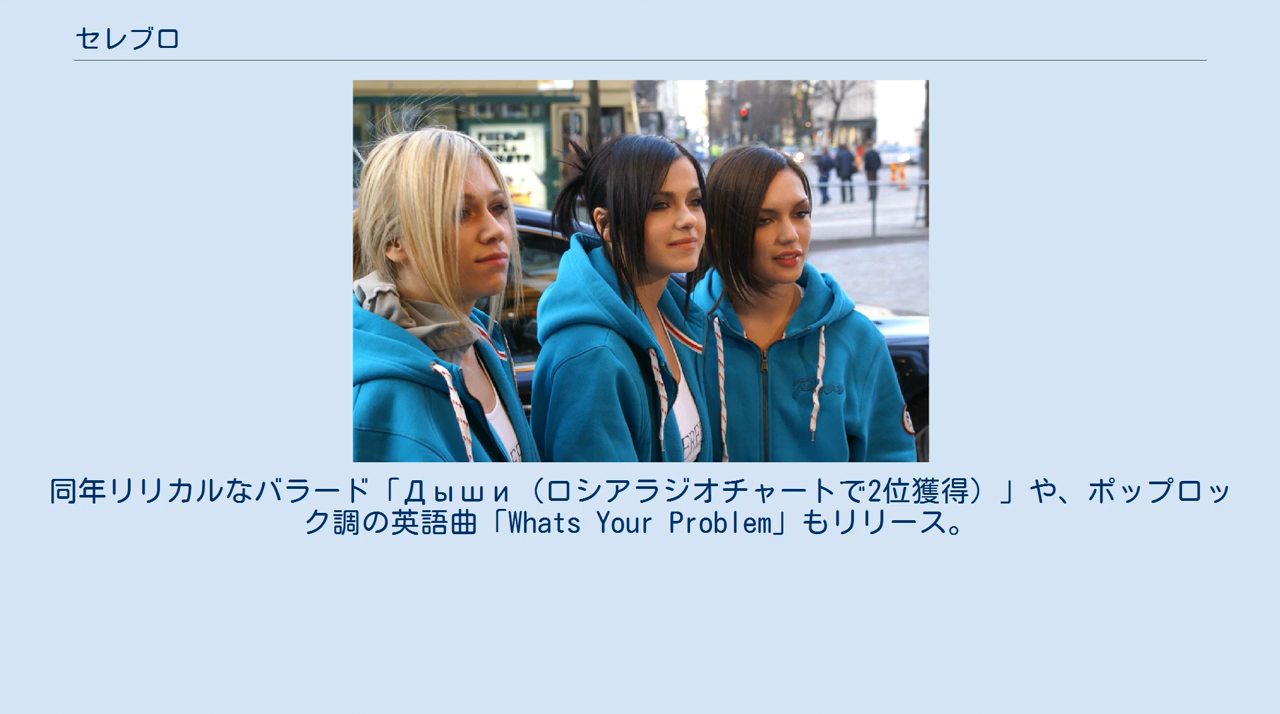 セレブロ
同年リリカルなバラード「Дыши（ロシアラジオチャートで2位獲得）」や、ポップロッ
ク調の英語曲「Whats Your Problem」もリリース。